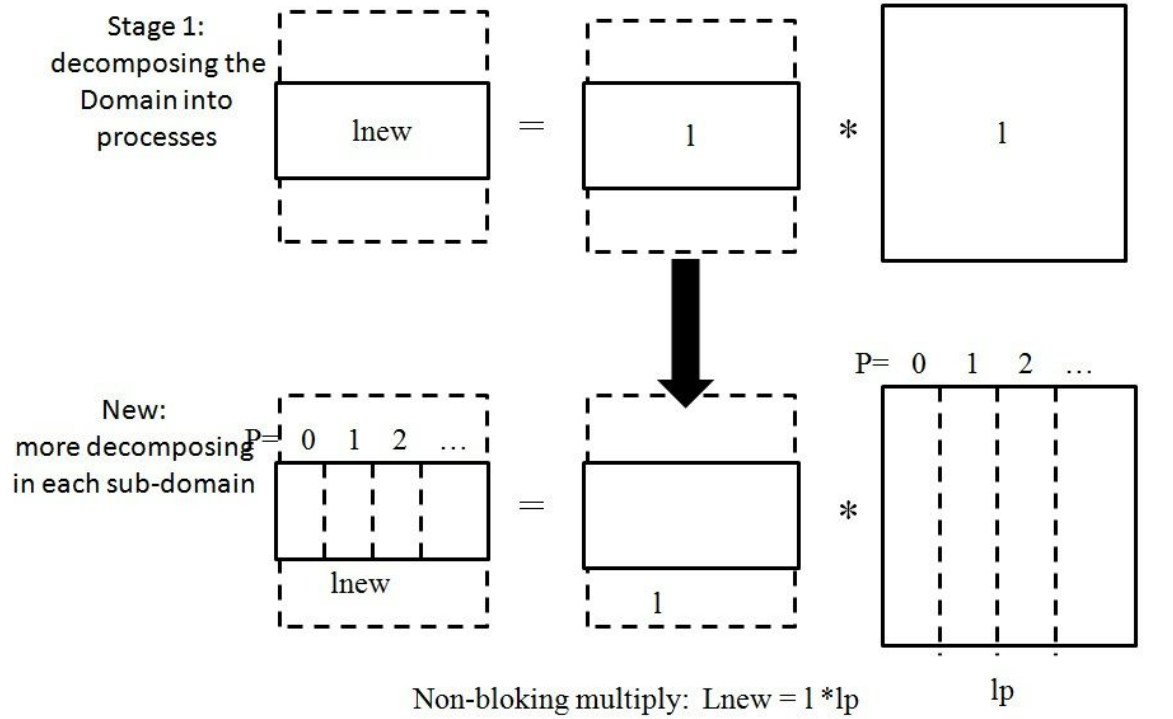 Stage 1:
decomposing the
Domain into
processes
lnew = l * l
P= 0 1 2 …
New:
more decomposing
in each sub-domain
P= 0 1 2 …
= *
lnew
l
lp
Non-bloking multiply: Lnew = l *lp